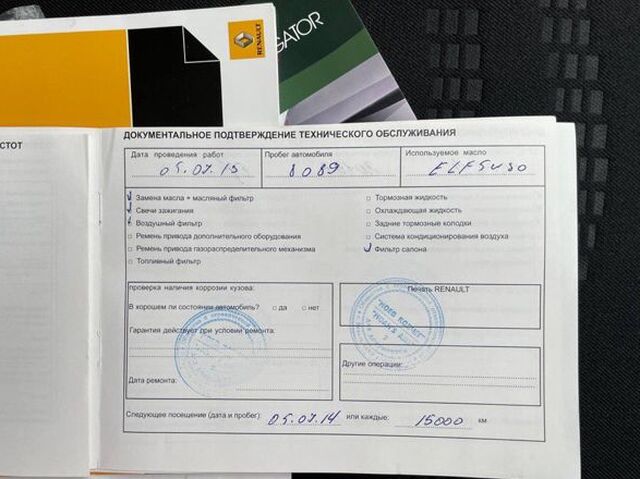 RENAULT
GATOR
СТОТ
ДОКУМЕНТАЛЬНОЕ ПОДТВЕРЖДЕНИЕ ТЕХНИЧЕСКОГО ОБСЛУЖИВАНИЯ
Дата проведения работ Пробег автомобиля Используемое масло
05.07.13 8089 ELF 5w30
Замена масла + масляный фильтр Тормозная жидкость
Свечи зажигания Охлаждающая жидкость
Воздушный фильтр Задние тормозные колодки
Ремень привода дополнительного оборудования Система кондиционирования воздуха
Ремень привода газораспределительного механизма Фильтр салона
Топливный фильтр
проверка наличия коррозии кузова: Печать RENAULT
В хорошем ли состоянии автомобиль? да нет
Гарантия действует при условии ремонта:
Другие операции:
Дата ремонта:
Следующее посещение (дата и пробег): 05.07.14 или каждые: 15000 км